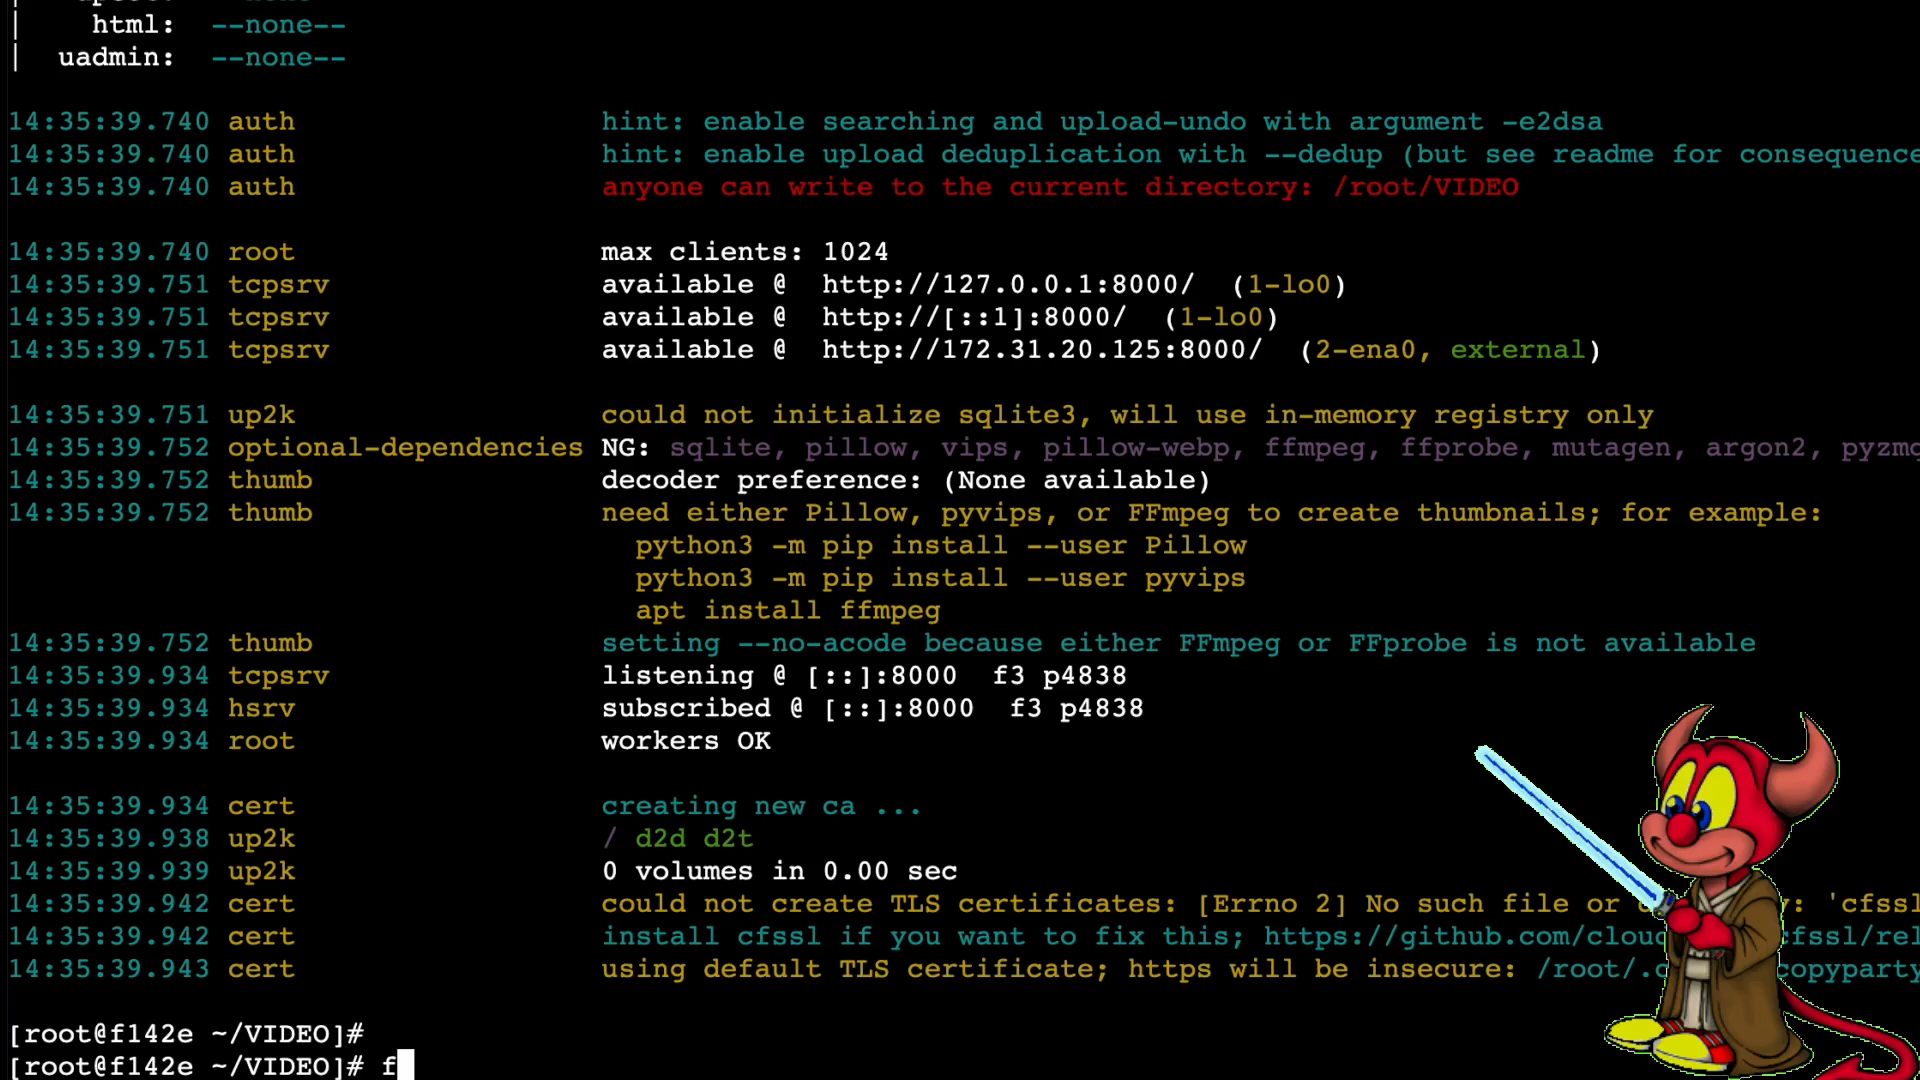 html: --none--
uadmin: --none--
14:35:39.740 auth hint: enable searching and upload-undo with argument -e2dsa
14:35:39.740 auth hint: enable upload deduplication with --dedup (but see readme for consequence
14:35:39.740 auth anyone can write to the current directory: /root/VIDEO
14:35:39.740 root max clients: 1024
14:35:39.751 tcpsrv available @ http://127.0.0.1:8000/ (1-lo0)
14:35:39.751 tcpsrv available @ http://[::1]:8000/ (1-lo0)
14:35:39.751 tcpsrv available @ http://172.31.20.125:8000/ (2-ena0, external)
14:35:39.751 up2k could not initialize sqlite3, will use in-memory registry only
14:35:39.752 optional-dependencies NG: sqlite, pillow, vips, pillow-webp, ffmpeg, ffprobe, mutagen, argon2, pyzmq
14:35:39.752 thumb decoder preference: (None available)
14:35:39.752 thumb need either Pillow, pyvips, or FFmpeg to create thumbnails; for example:
python3 -m pip install --user Pillow
python3 -m pip install --user pyvips
apt install ffmpeg
14:35:39.752 thumb setting --no-acode because either FFmpeg or FFprobe is not available
14:35:39.934 tcpsrv listening @ [::]:8000 f3 p4838
14:35:39.934 hsrv subscribed @ [::]:8000 f3 p4838
14:35:39.934 root workers OK
14:35:39.934 cert creating new ca ...
14:35:39.938 up2k / d2d d2t
14:35:39.939 up2k 0 volumes in 0.00 sec
14:35:39.942 cert could not create TLS certificates: [Errno 2] No such file or y: 'cfssl
14:35:39.942 cert install cfssl if you want to fix this; https://github.com/clou fssl/rel
14:35:39.943 cert using default TLS certificate; https will be insecure: /root/.c copyparty
[root@f142e ~/VIDEO]#
[root@f142e ~/VIDEO]# f